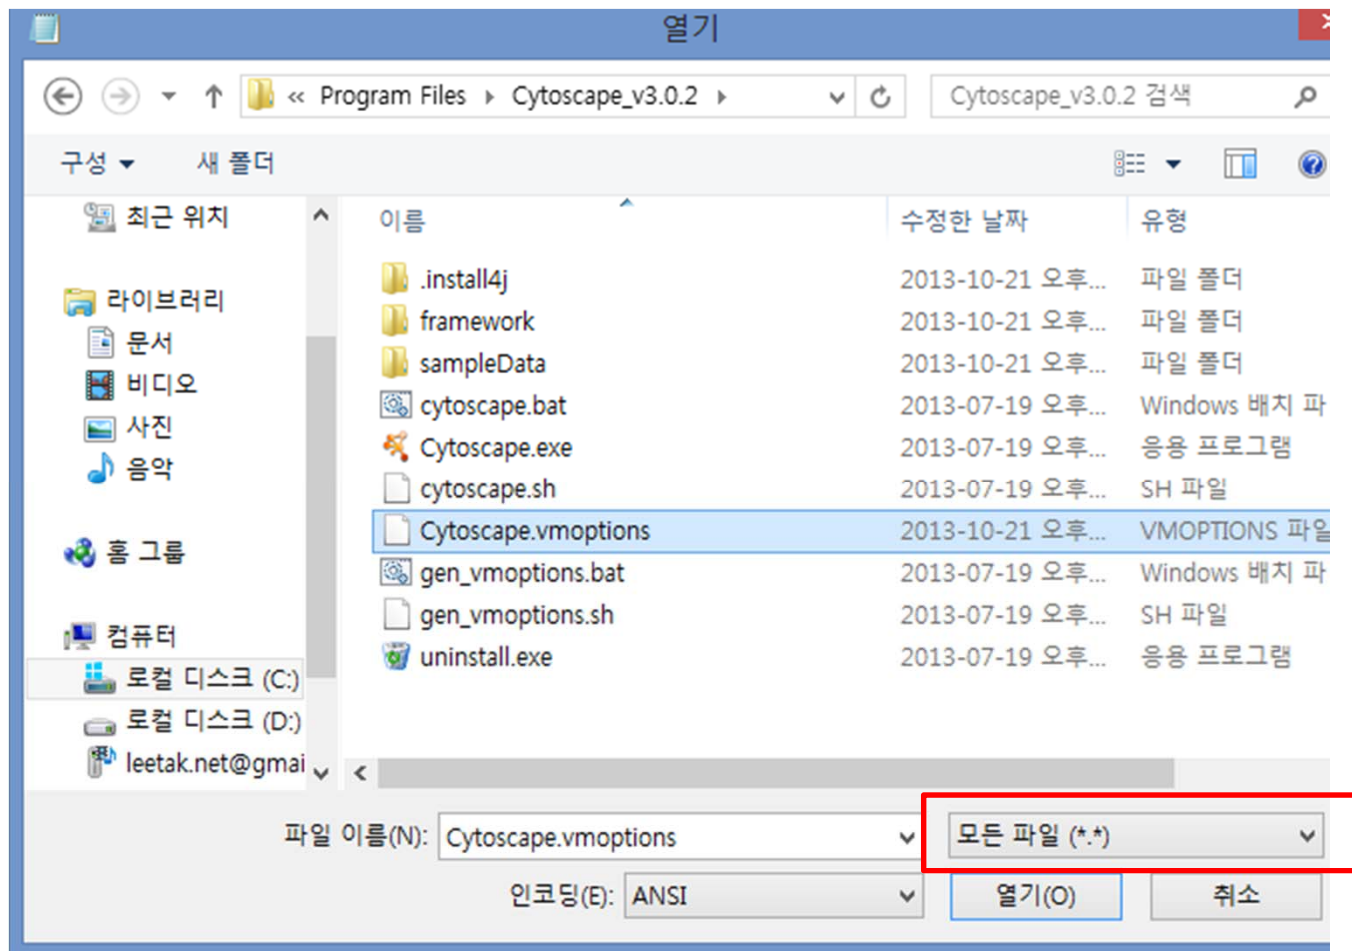 열기
« Program Files Cytoscape_v3.0.2
Cytoscape_v3.0.2 검색
구성 새 폴더
최근 위치
라이브러리
문서
비디오
사진
음악
홈 그룹
컴퓨터
로컬 디스크 (C:)
로컬 디스크 (D:)
leetak.net@gmai
이름 수정한 날짜 유형
.install4j 2013-10-21 오후... 파일 폴더
framework 2013-10-21 오후... 파일 폴더
sampleData 2013-10-21 오후... 파일 폴더
cytoscape.bat 2013-07-19 오후... Windows 배치 파
Cytoscape.exe 2013-07-19 오후... 응용 프로그램
cytoscape.sh 2013-07-19 오후... SH 파일
Cytoscape.vmoptions 2013-10-21 오후... VMOPTIONS 파일
gen_vmoptions.bat 2013-07-19 오후... Windows 배치 파
gen_vmoptions.sh 2013-07-19 오후... SH 파일
uninstall.exe 2013-07-19 오후... 응용 프로그램
파일 이름(N): Cytoscape.vmoptions 모든 파일 (*.*)
인코딩(E): ANSI 열기(O) 취소